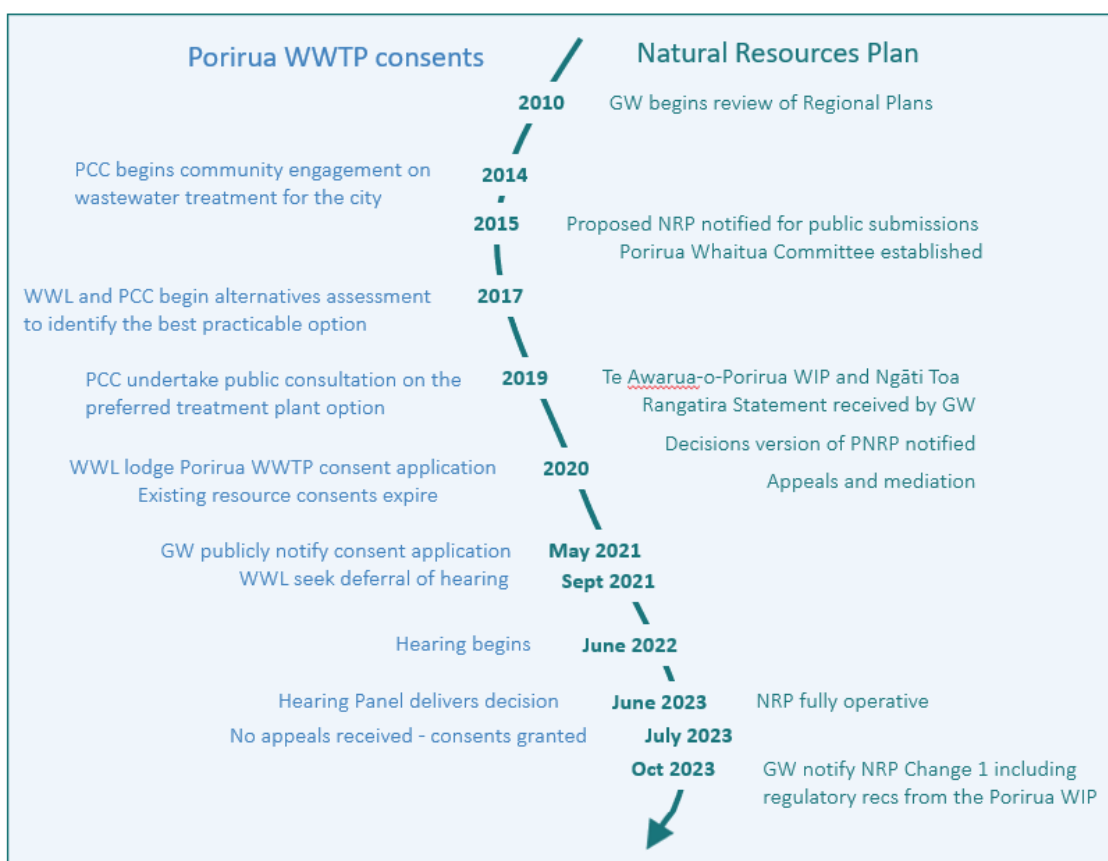 Porirua WWTP consents
Natural Resources Plan
2010
GW begins review of Regional Plans
PCC begins community engagement on
wastewater treatment for the city
2014
2015
Proposed NRP notified for public submissions
Porirua Whaitua Committee established
WWL and PCC begin alternatives assessment
to identify the best practicable option
2017
PCC undertake public consultation on the
preferred treatment plant option
2019
Te Awarua-o-Porirua WIP and Ngāti Toa
Rangatira Statement received by GW
Decisions version of PNRP notified
WWL lodge Porirua WWTP consent application
Existing resource consents expire
2020
Appeals and mediation
GW publicly notify consent application
May 2021
WWL seek deferral of hearing
Sept 2021
Hearing begins
June 2022
Hearing Panel delivers decision
June 2023
NRP fully operative
No appeals received - consents granted
July 2023
Oct 2023
GW notify NRP Change 1 including
regulatory recs from the Porirua WIP